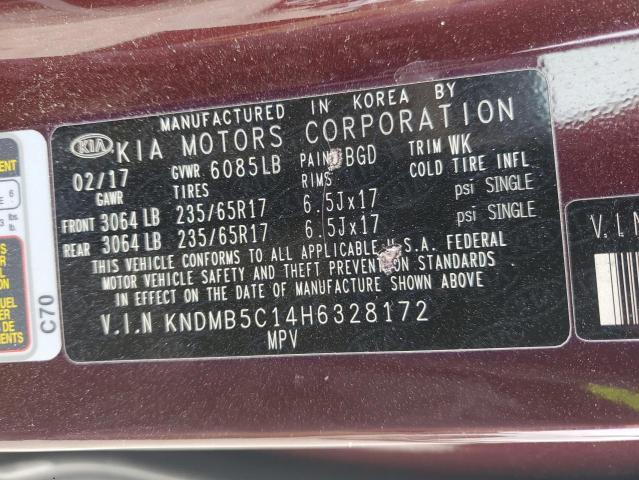 MANUFACTURED IN KOREA BY
KIA KIA MOTORS CORPORATION
02/17 GVWR 6085LB PAINT BGD TRIM WK
GAWR TIRES RIMS COLD TIRE INFL
FRONT 3064 LB 235/65R17 6.5Jx17 psi SINGLE
REAR 3064 LB 235/65R17 6.5Jx17 psi SINGLE
THIS VEHICLE CONFORMS TO ALL APPLICABLE U.S.A. FEDERAL
MOTOR VEHICLE SAFETY AND THEFT PREVENTION STANDARDS
IN EFFECT ON THE DATE OF MANUFACTURE SHOWN ABOVE
V.I.N KNDMB5C14H6328172
MPV
C70
V.I.N